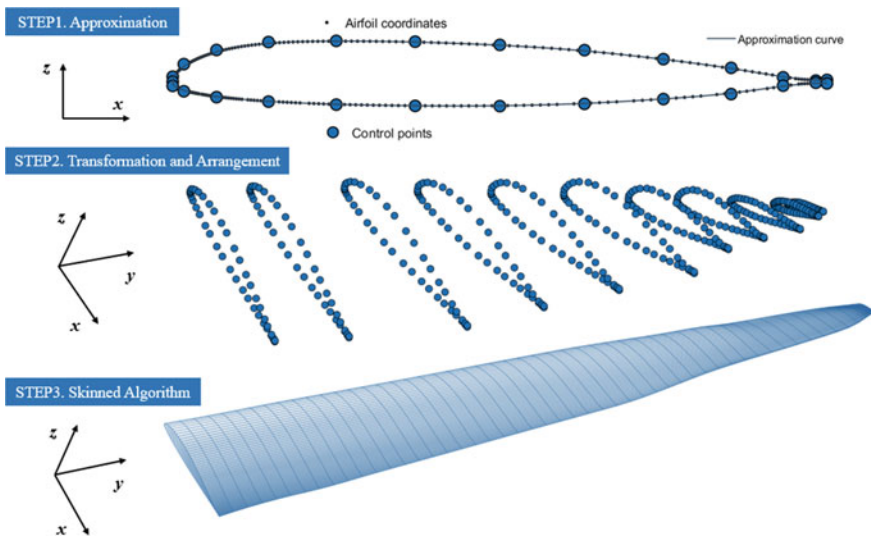 STEP1. Approximation
Airfoil coordinates
Approximation curve
z
x
Control points
STEP2. Transformation and Arrangement
z
y
x
STEP3. Skinned Algorithm
z
y
x